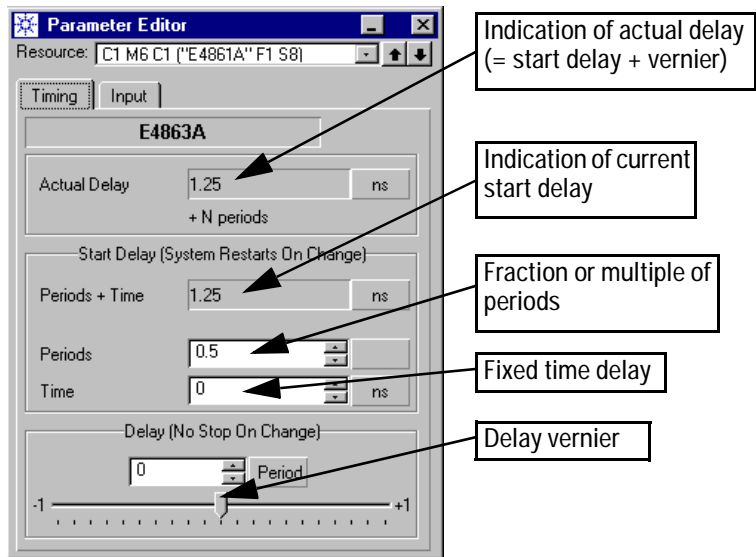 Parameter Editor
Resource: C1 M6 C1 ("E4861A" F1 S8)
Timing
Input
E4863A
Actual Delay 1.25 ns
+ N periods
Start Delay (System Restarts On Change)
Periods + Time 1.25 ns
Periods 0.5
Time 0 ns
Delay (No Stop On Change)
0 Period
-1 +1
Indication of actual delay
(= start delay + vernier)
Indication of current
start delay
Fraction or multiple of
periods
Fixed time delay
Delay vernier